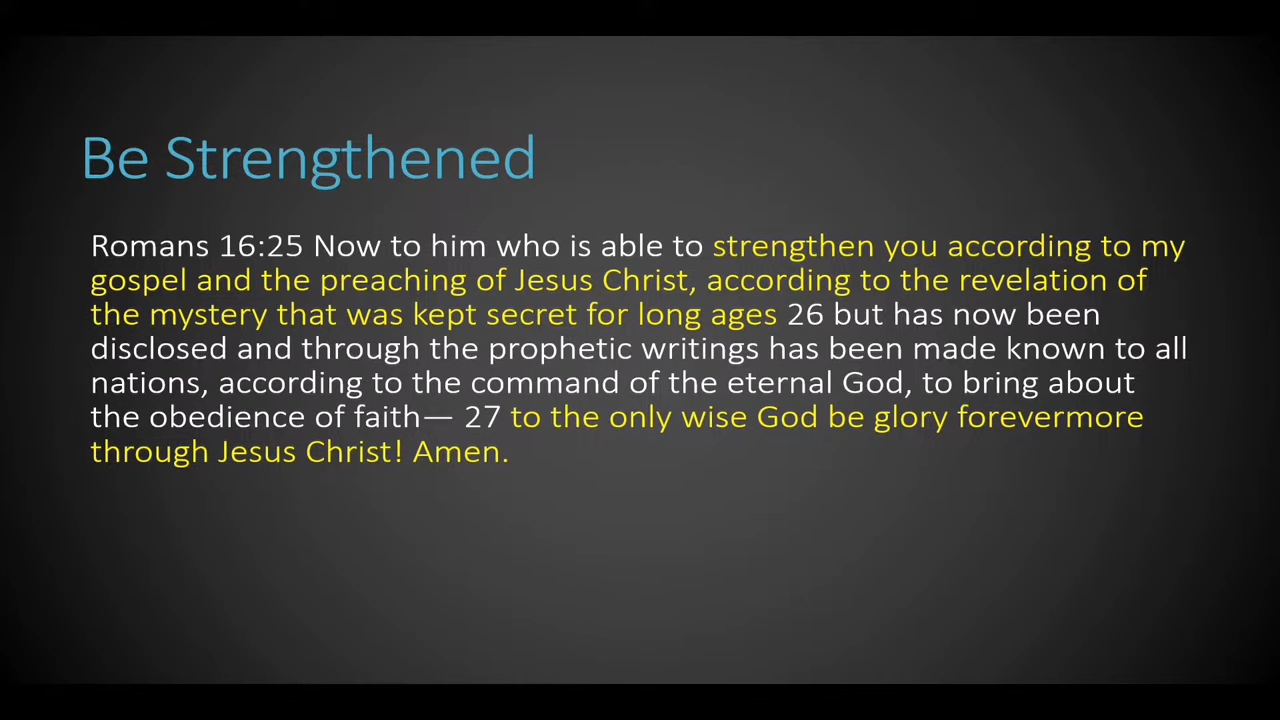 Be Strengthened
Romans 16:25 Now to him who is able to strengthen you according to my
gospel and the preaching of Jesus Christ, according to the revelation of
the mystery that was kept secret for long ages 26 but has now been
disclosed and through the prophetic writings has been made known to all
nations, according to the command of the eternal God, to bring about
the obedience of faith— 27 to the only wise God be glory forevermore
through Jesus Christ! Amen.